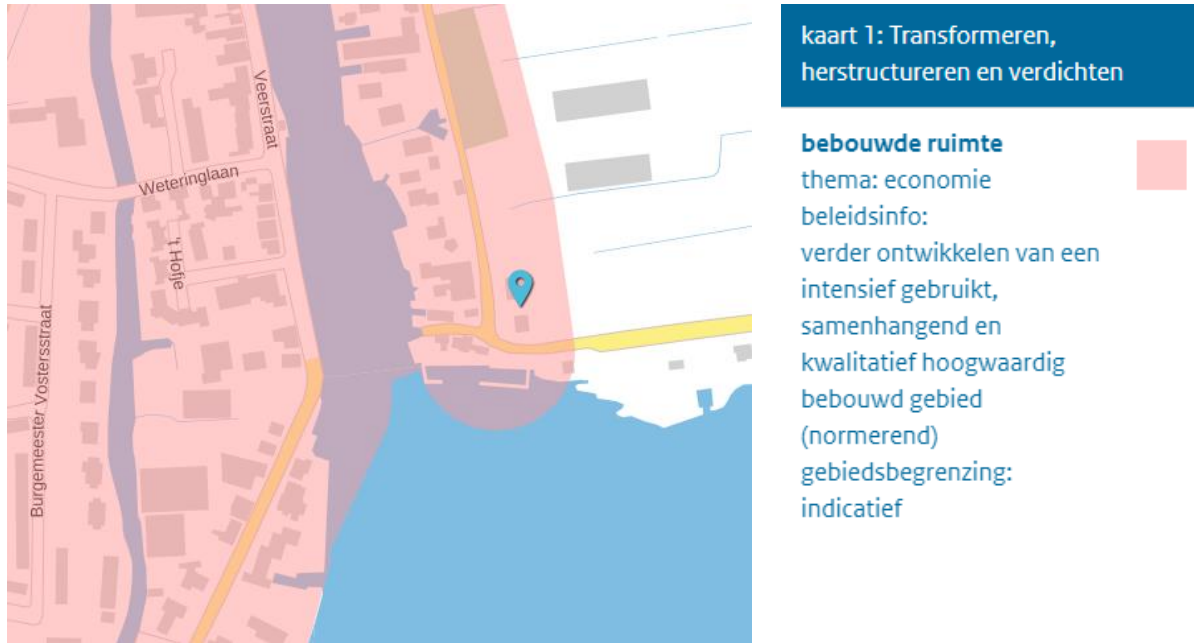 Veerstraat
Weteringlaan
't Hofje
Burgemeester Vostersstraat
kaart 1: Transformeren,
herstructureren en verdichten
bebouwde ruimte
thema: economie
beleidsinfo:
verder ontwikkelen van een
intensief gebruikt,
samenhangend en
kwalitatief hoogwaardig
bebouwd gebied
(normerend)
gebiedsbegrenzing:
indicatief